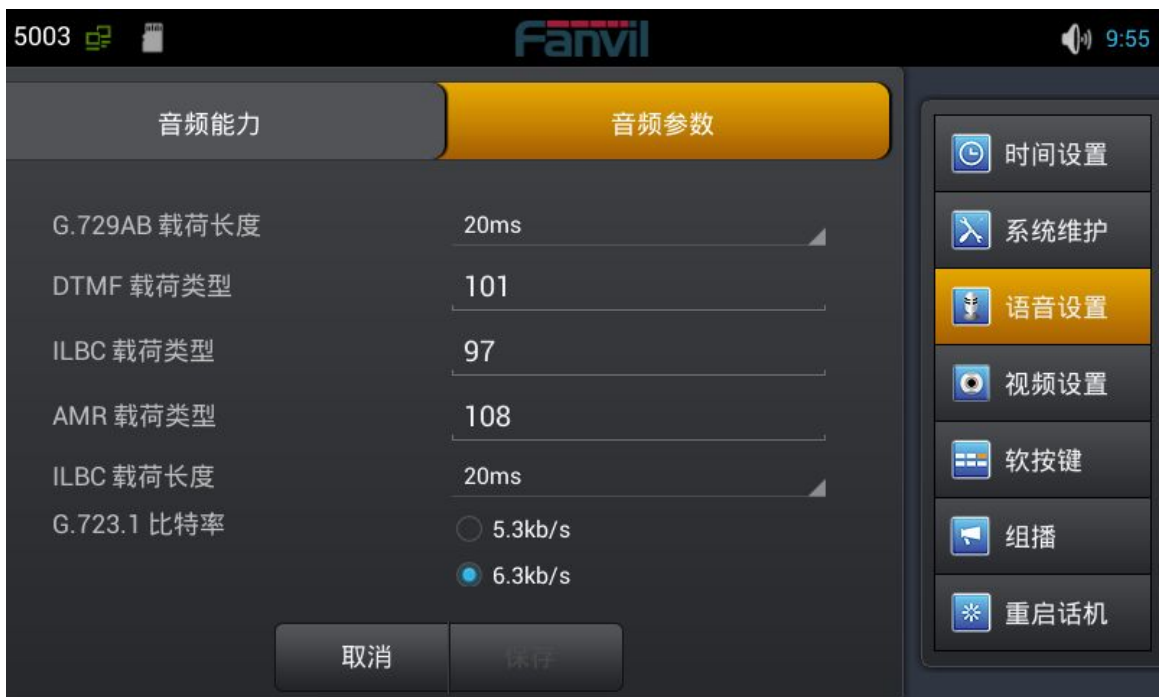 5003
Fanvil
9:55
音频能力
音频参数
G.729AB 载荷长度
20ms
DTMF 载荷类型
101
ILBC 载荷类型
97
AMR 载荷类型
108
ILBC 载荷长度
20ms
G.723.1 比特率
5.3kb/s
6.3kb/s
取消
保存
时间设置
系统维护
语音设置
视频设置
软按键
组播
重启话机